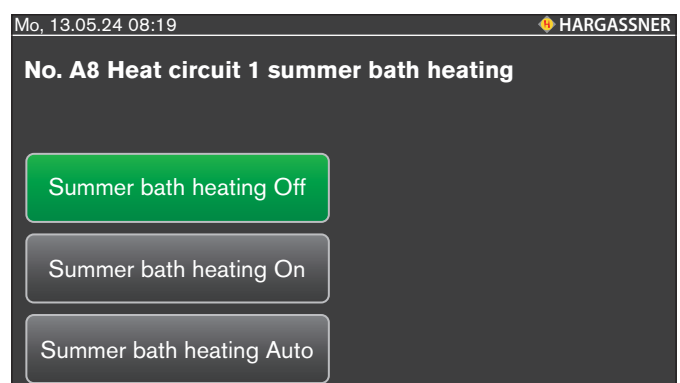 Mo, 13.05.24 08:19 HARGASSNER
No. A8 Heat circuit 1 summer bath heating
Summer bath heating Off
Summer bath heating On
Summer bath heating Auto